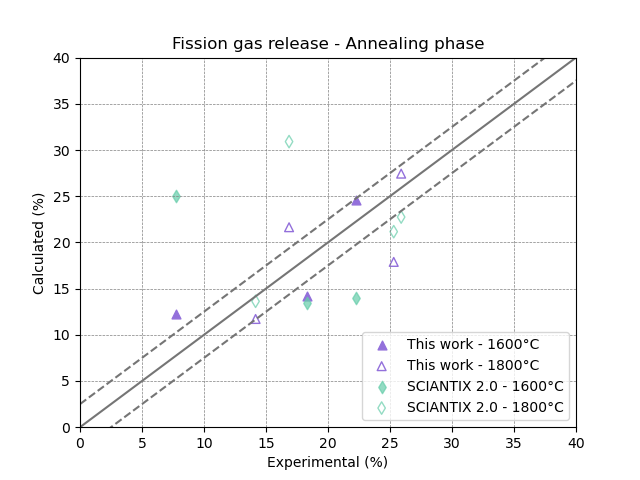 Fission gas release - Annealing phase
Calculated (%)
40
35
30
25
20
15
10
5
0
This work - 1600°C
This work - 1800°C
SCIANTIX 2.0 - 1600°C
SCIANTIX 2.0 - 1800°C
0 5 10 15 20 25 30 35 40
Experimental (%)